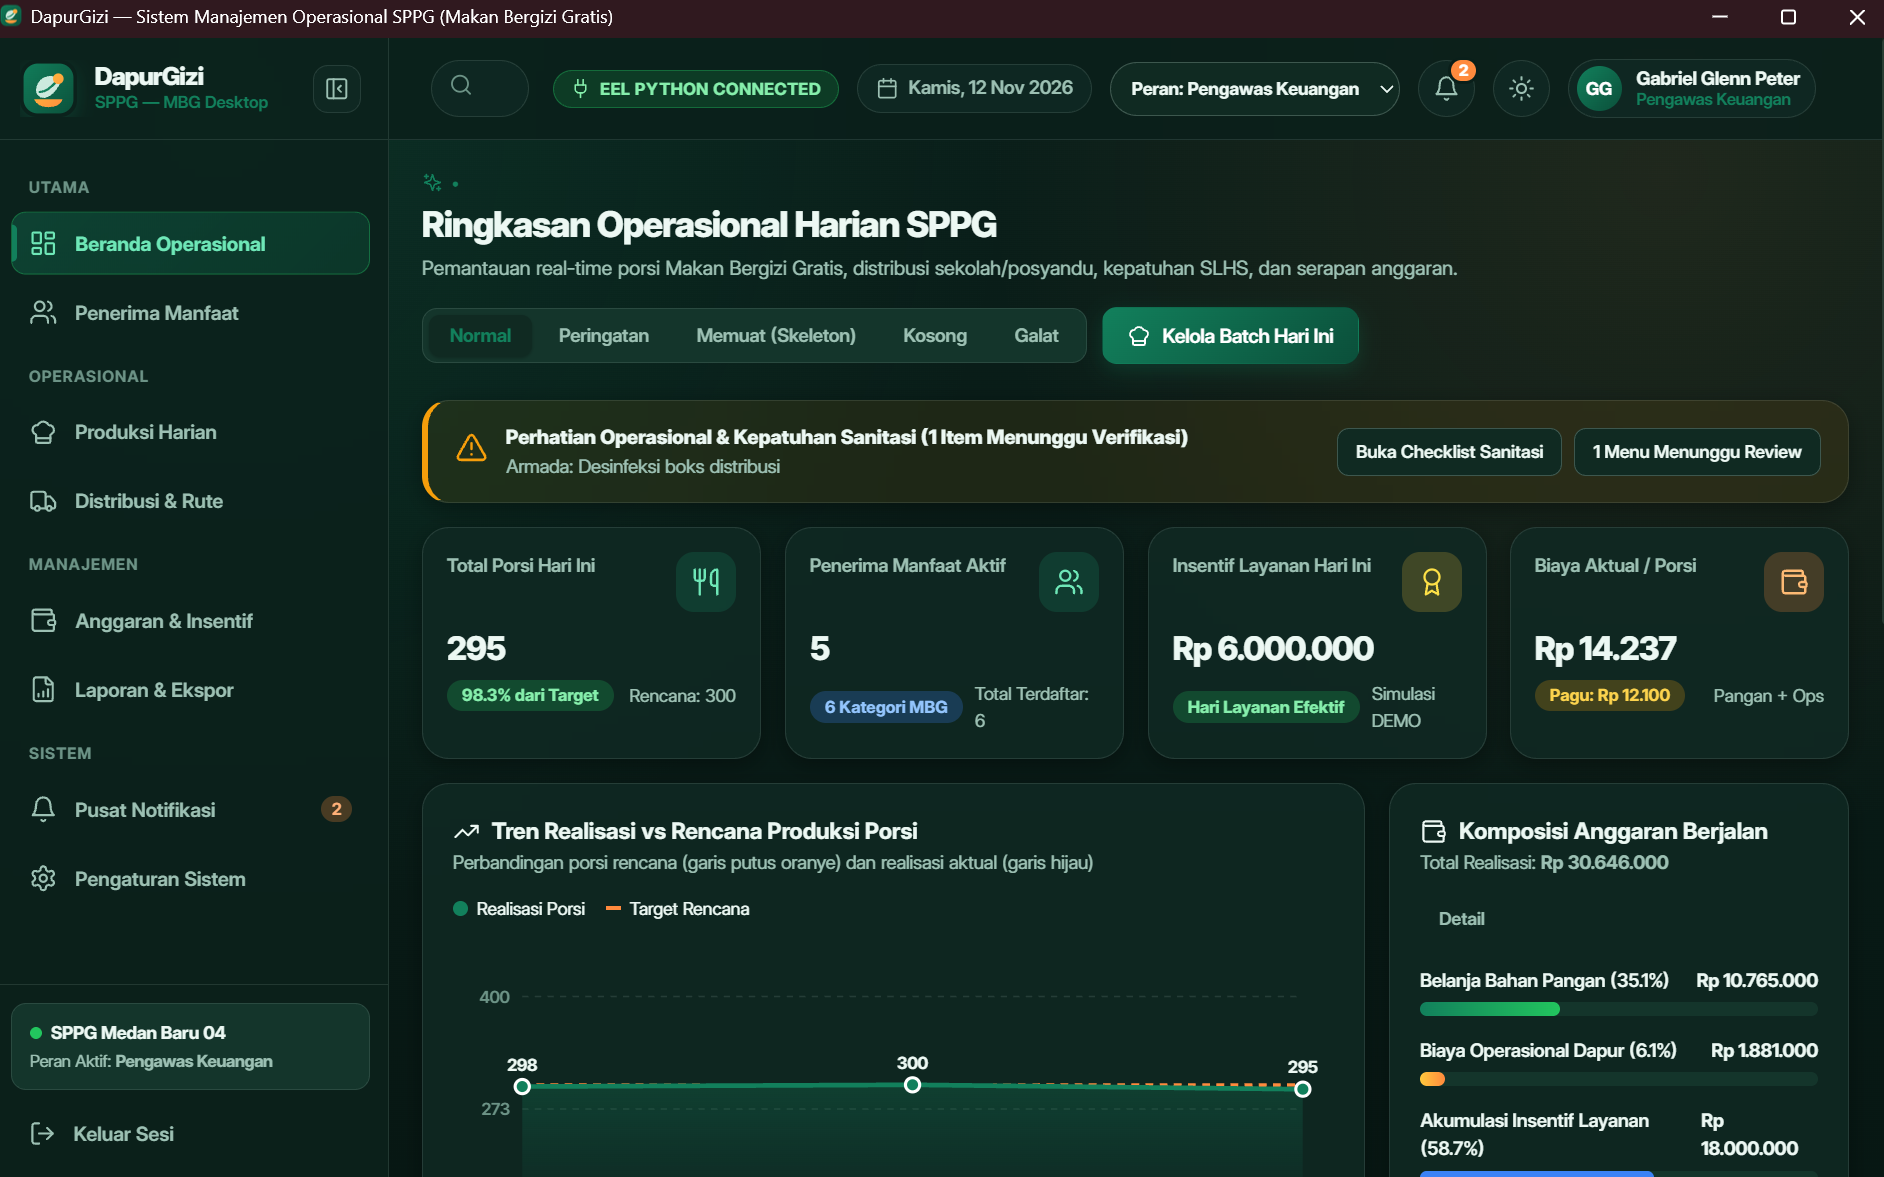 DapurGizi — Sistem Manajemen Operasional SPPG (Makan Bergizi Gratis)
DapurGizi
SPPG — MBG Desktop
EEL PYTHON CONNECTED
Kamis, 12 Nov 2026
Peran: Pengawas Keuangan
2
GG
Gabriel Glenn Peter
Pengawas Keuangan
UTAMA
Beranda Operasional
Penerima Manfaat
OPERASIONAL
Produksi Harian
Distribusi & Rute
MANAJEMEN
Anggaran & Insentif
Laporan & Ekspor
SISTEM
Pusat Notifikasi
2
Pengaturan Sistem
SPPG Medan Baru 04
Peran Aktif: Pengawas Keuangan
Keluar Sesi
Ringkasan Operasional Harian SPPG
Pemantauan real-time porsi Makan Bergizi Gratis, distribusi sekolah/posyandu, kepatuhan SLHS, dan serapan anggaran.
Normal
Peringatan
Memuat (Skeleton)
Kosong
Galat
Kelola Batch Hari Ini
Perhatian Operasional & Kepatuhan Sanitasi (1 Item Menunggu Verifikasi)
Armada: Desinfeksi boks distribusi
Buka Checklist Sanitasi
1 Menu Menunggu Review
Total Porsi Hari Ini
295
98.3% dari Target
Rencana: 300
Penerima Manfaat Aktif
5
6 Kategori MBG
Total Terdaftar:
6
Insentif Layanan Hari Ini
Rp 6.000.000
Hari Layanan Efektif
Simulasi
DEMO
Biaya Aktual / Porsi
Rp 14.237
Pagu: Rp 12.100
Pangan + Ops
Tren Realisasi vs Rencana Produksi Porsi
Perbandingan porsi rencana (garis putus oranye) dan realisasi aktual (garis hijau)
Realisasi Porsi
Target Rencana
400
298
300
295
273
Komposisi Anggaran Berjalan
Total Realisasi: Rp 30.646.000
Detail
Belanja Bahan Pangan (35.1%)
Rp 10.765.000
Biaya Operasional Dapur (6.1%)
Rp 1.881.000
Akumulasi Insentif Layanan
(58.7%)
Rp
18.000.000